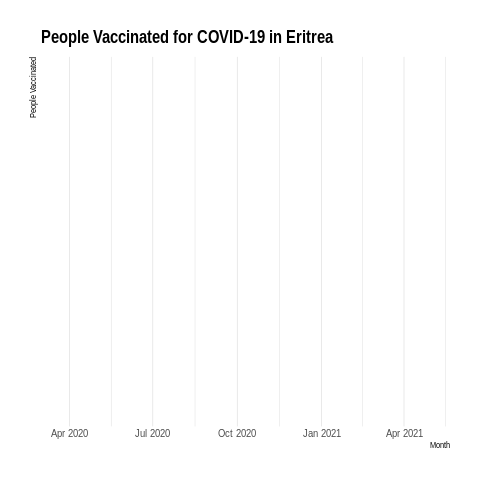 People Vaccinated for COVID-19 in Eritrea
People Vaccinated
Apr 2020
Jul 2020
Oct 2020
Jan 2021
Apr 2021
Month